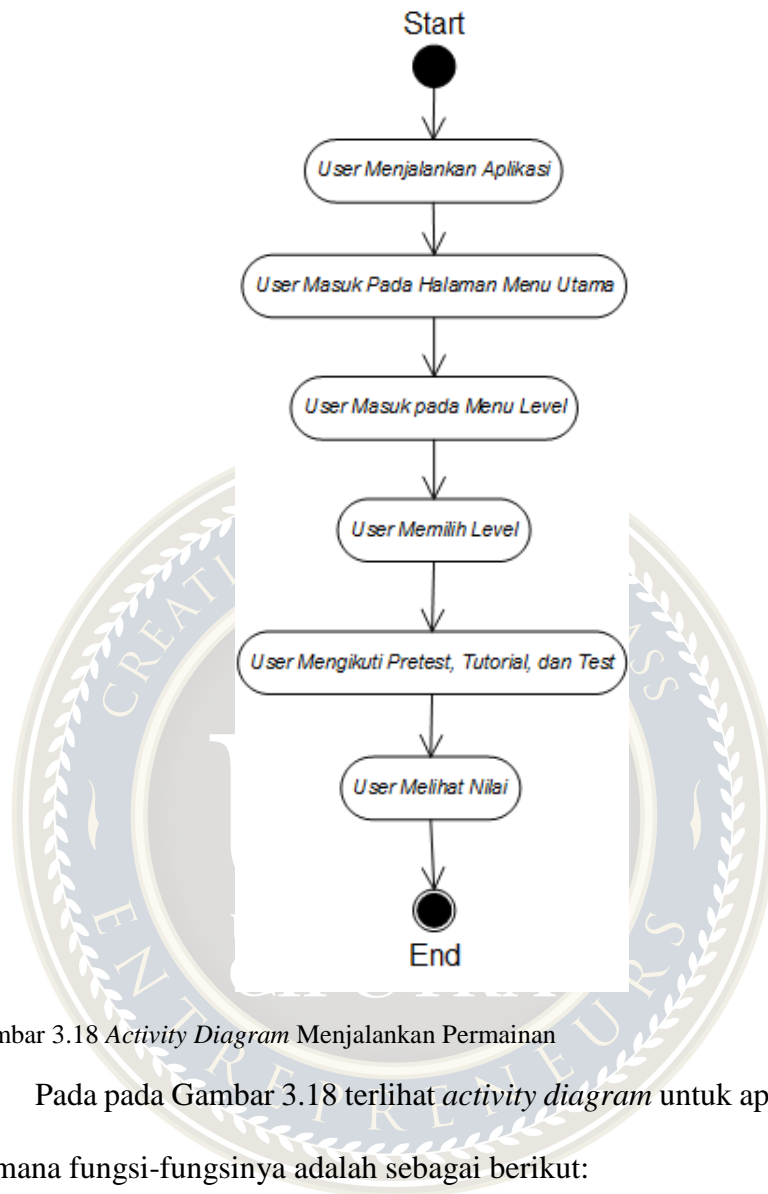 Start
User Menjalankan Aplikasi
User Masuk Pada Halaman Menu Utama
User Masuk pada Menu Level
User Memilih Level
User Mengikuti Pretest, Tutorial, dan Test
User Melihat Nilai
End
ENTREPRENEURS
mbar 3.18 Activity Diagram Menjalankan Permainan
Pada pada Gambar 3.18 terlihat activity diagram untuk ap
mana fungsi-fungsinya adalah sebagai berikut: